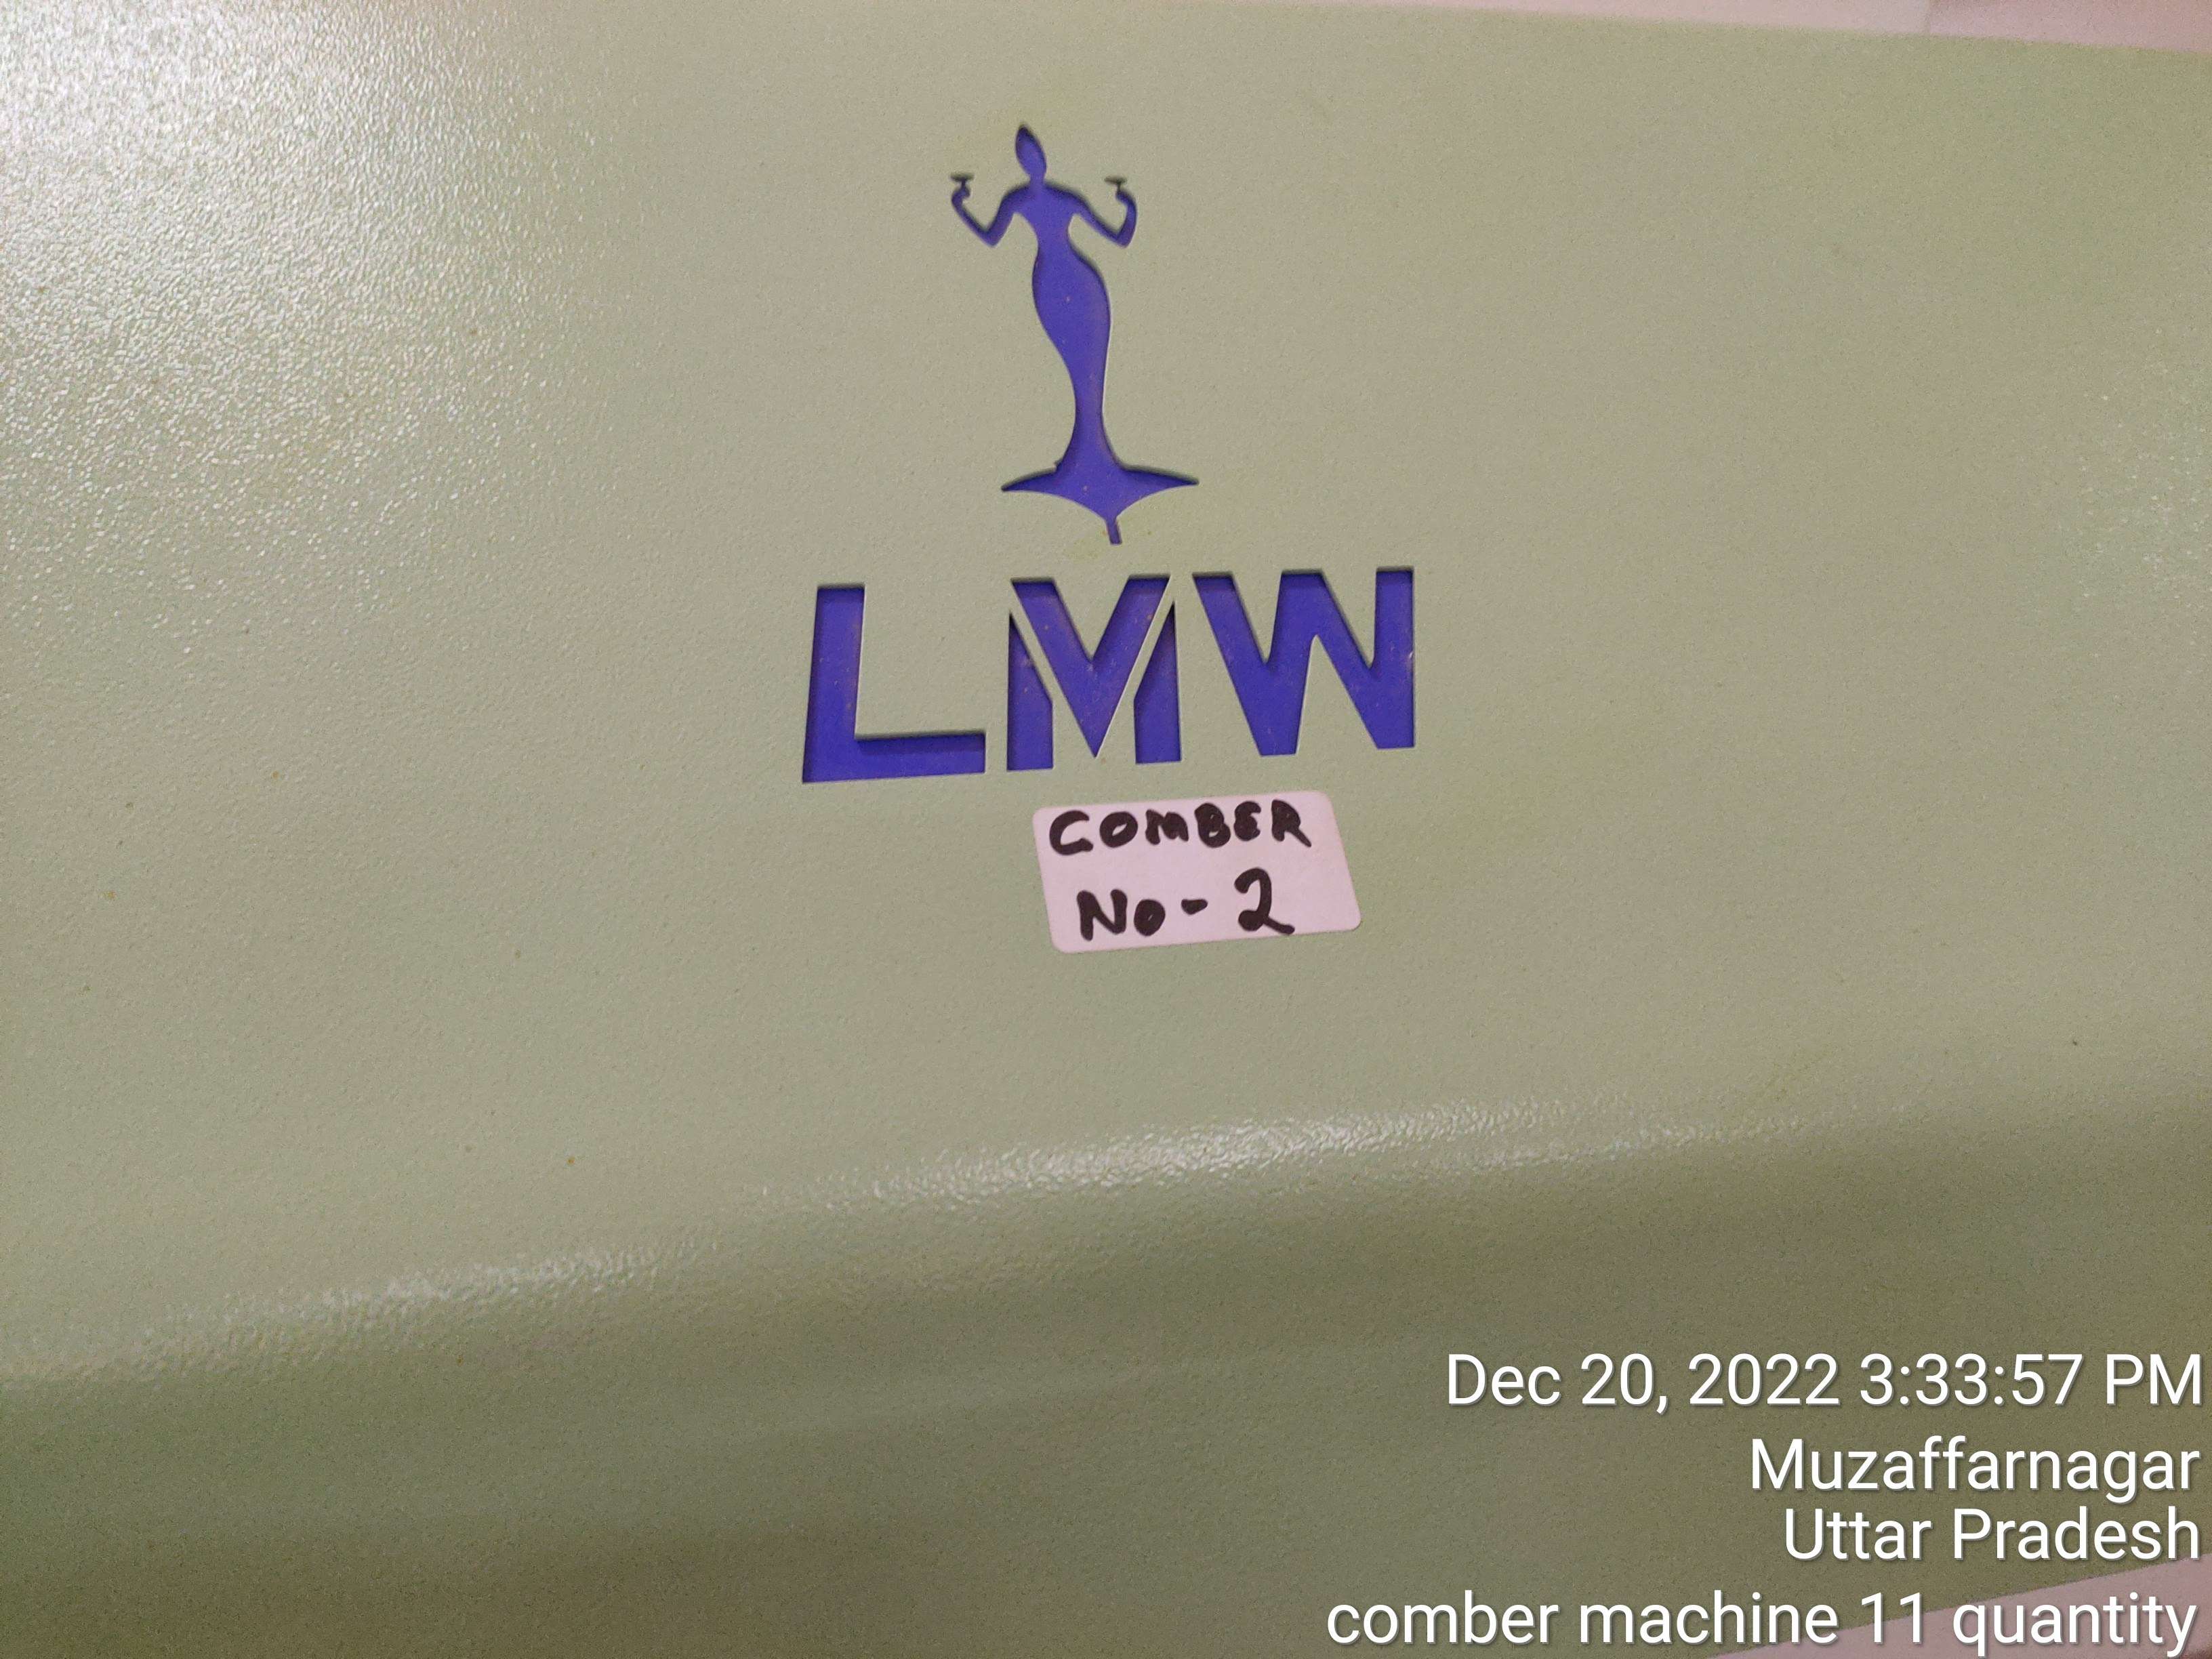 LMW
COMBER
No-2
Dec 20, 2022 3:33:57 PM
Muzaffarnagar
Uttar Pradesh
comber machine 11 quantity